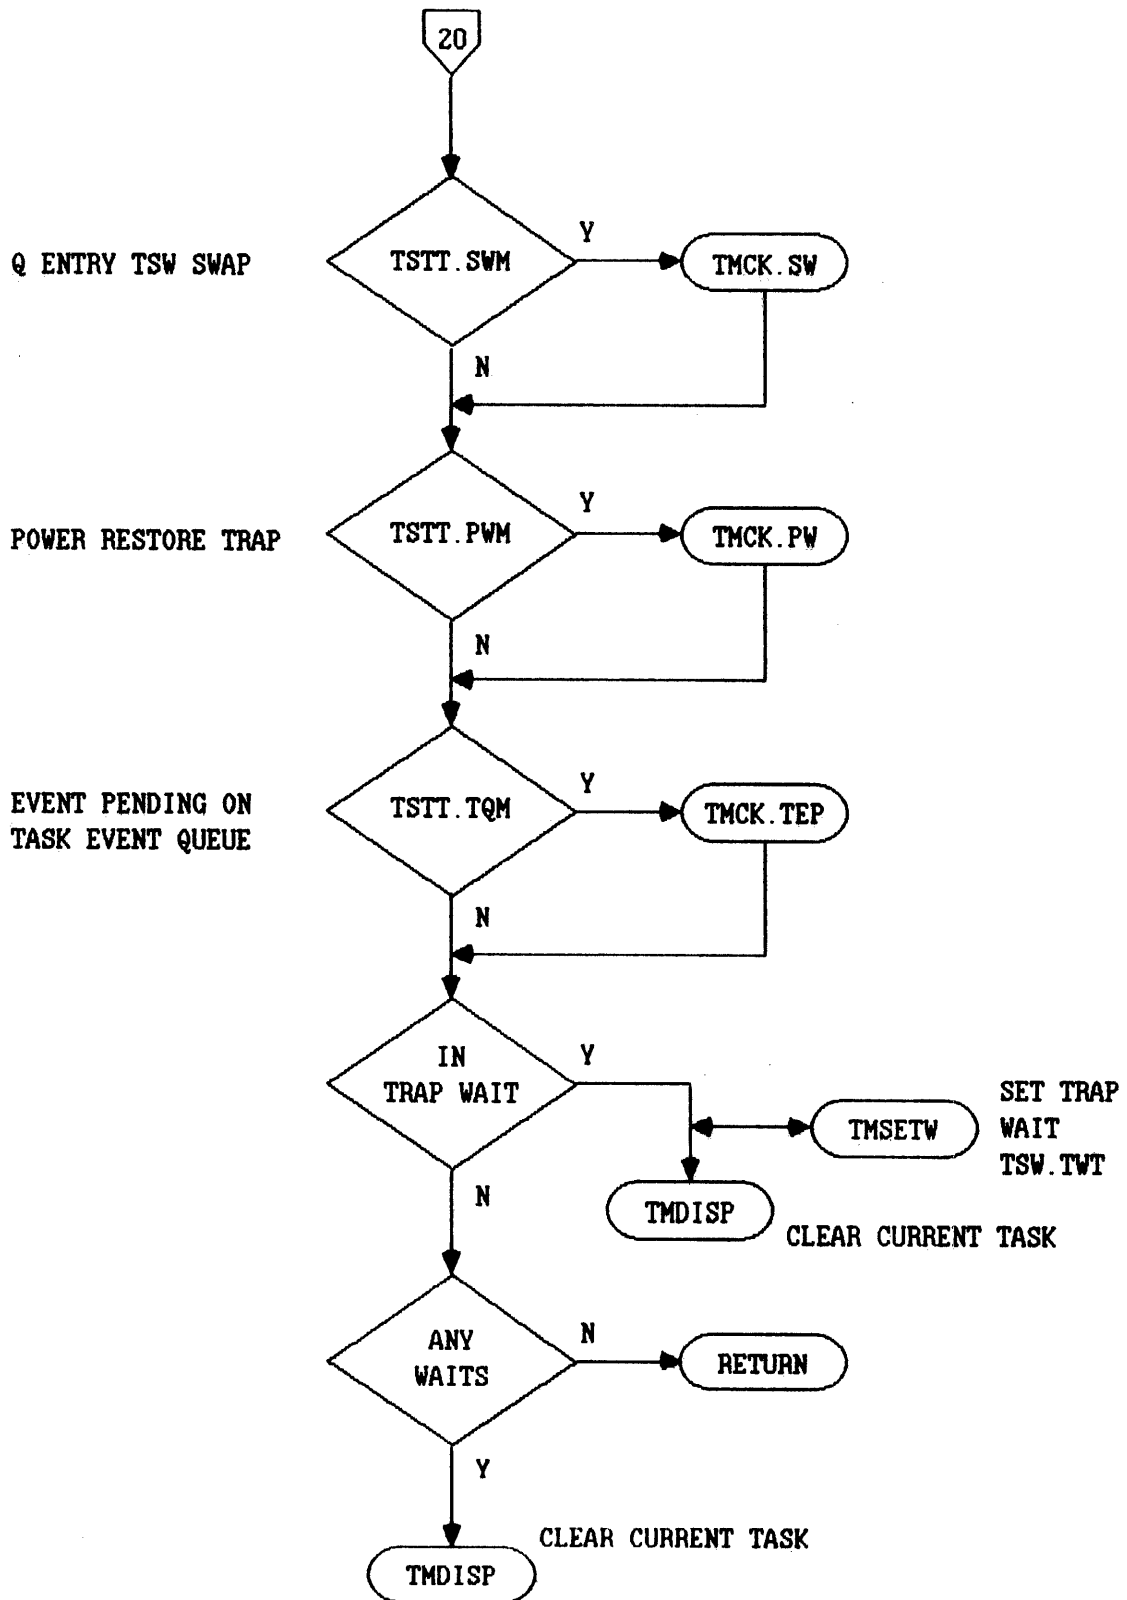 20
Q ENTRY TSW SWAP
TSTT.SWM
Y
TMCK.SW
N
POWER RESTORE TRAP
TSTT.PWM
Y
TMCK.PW
N
EVENT PENDING ON
TASK EVENT QUEUE
TSTT.TQM
Y
TMCK.TEP
N
IN
TRAP WAIT
Y
TMSETW
SET TRAP
WAIT
TSW.TWT
N
TMDISP
CLEAR CURRENT TASK
ANY
WAITS
N
RETURN
Y
CLEAR CURRENT TASK
TMDISP